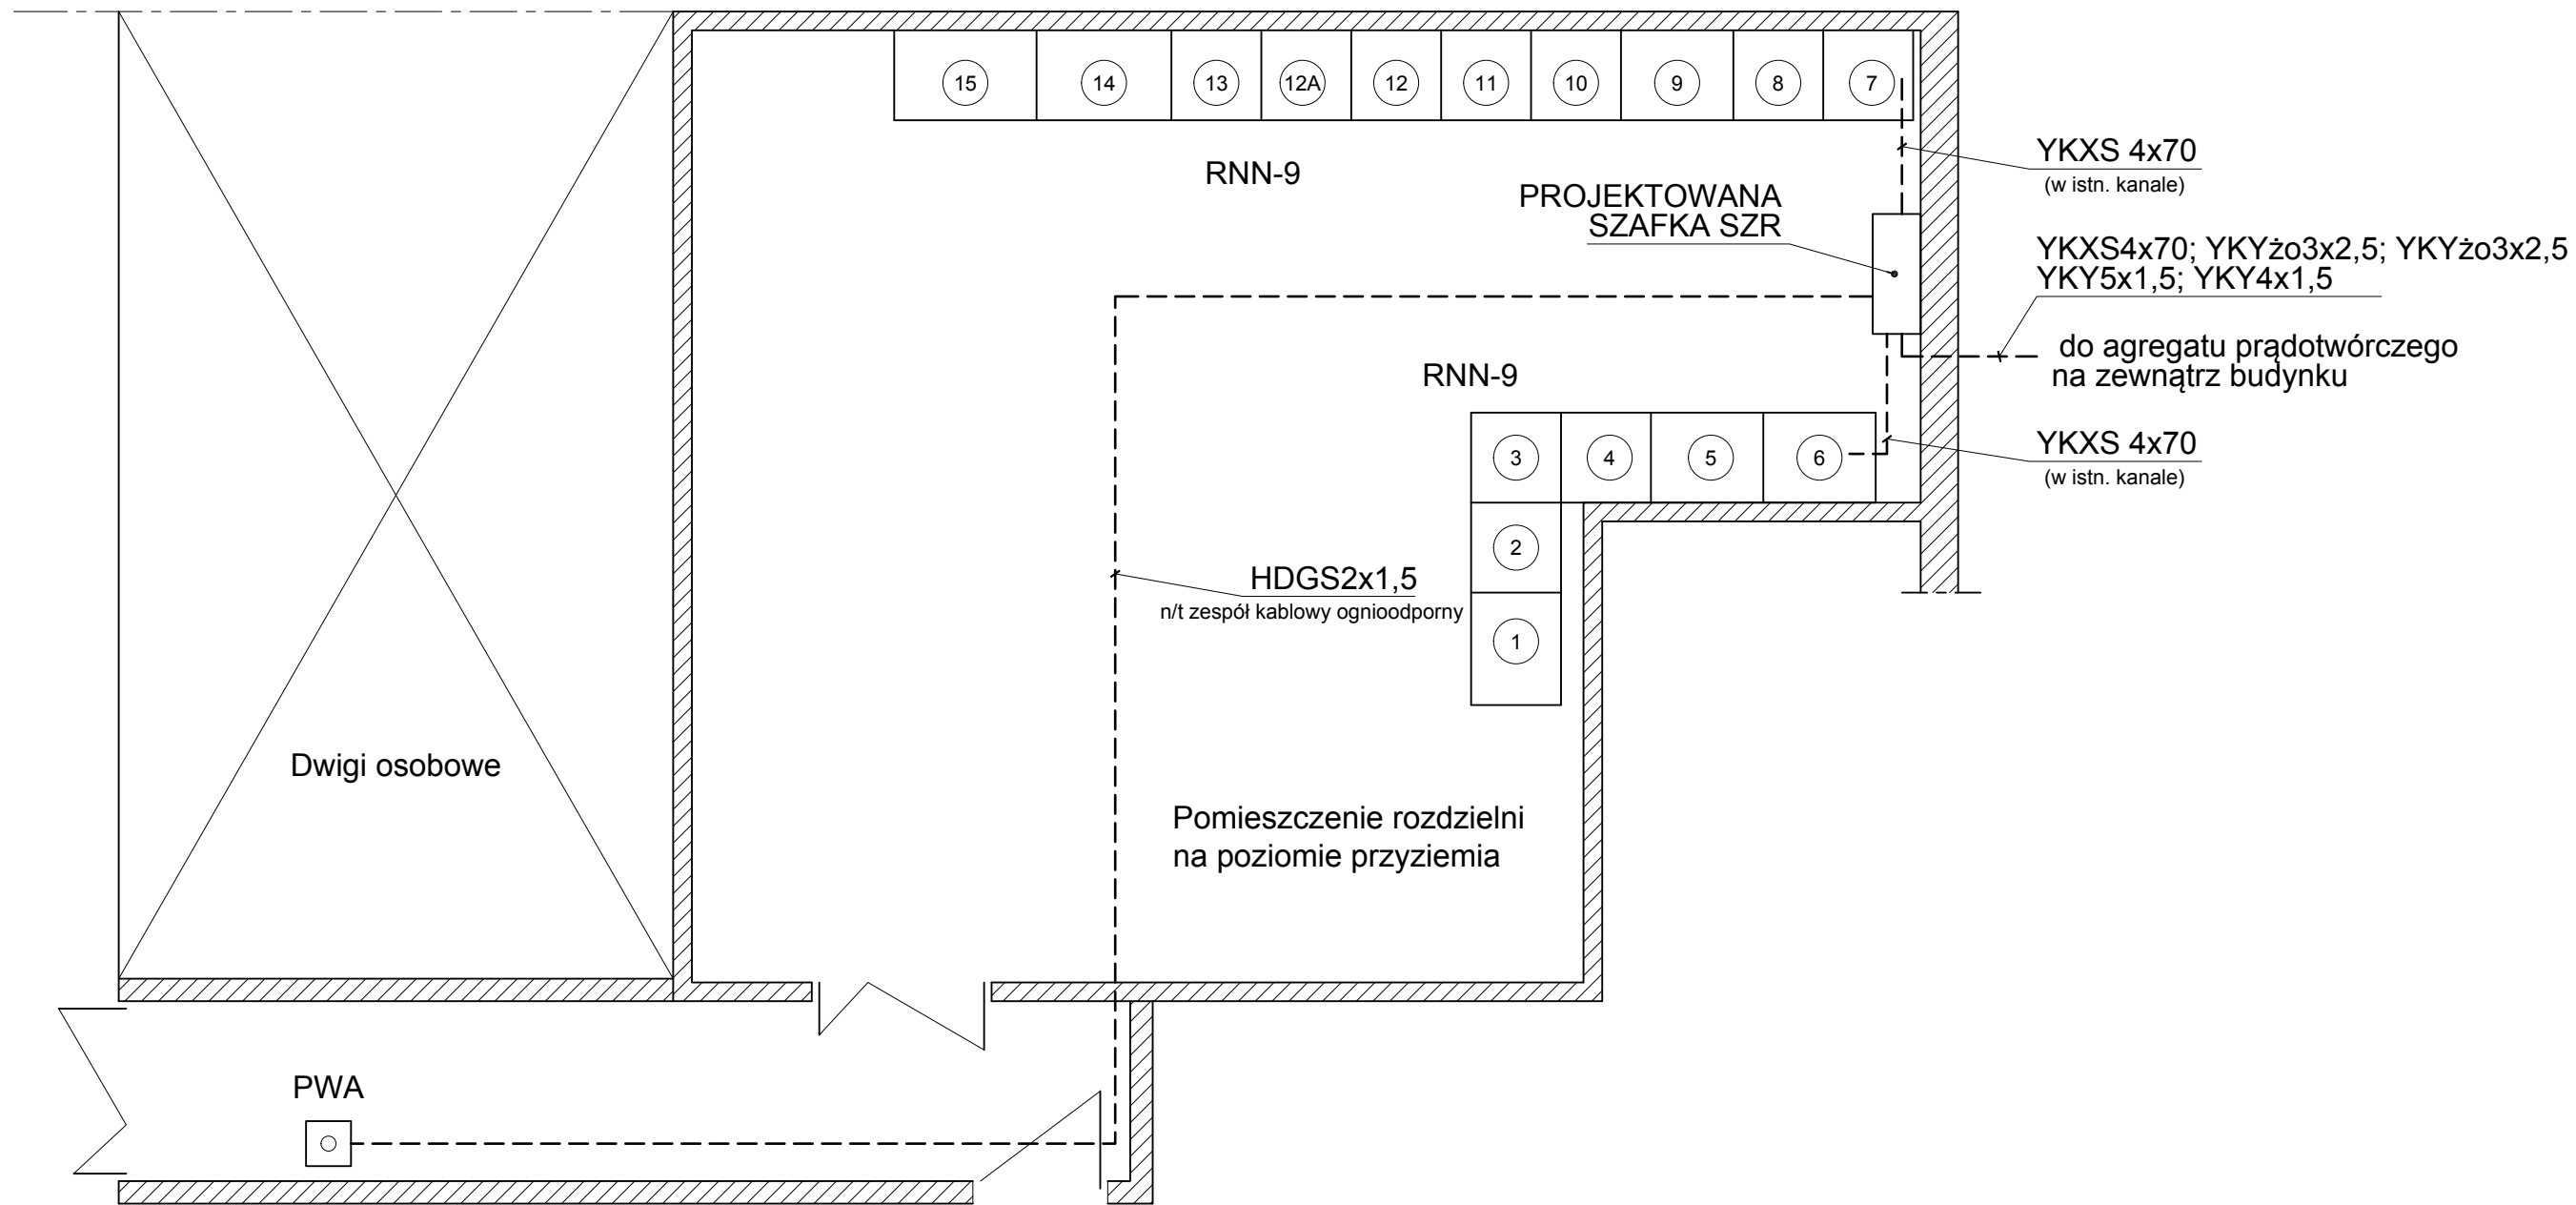 15 14 13 12A 12 11 10 9 8 7
RNN-9
YKXS 4x70
(w istn. kanale)
PROJEKTOWANA
SZAFKA SZR
YKXS4x70; YKYżo3x2,5; YKYżo3x2,5
YKY5x1,5; YKY4x1,5
do agregatu prądotwórczego
na zewnątrz budynku
RNN-9
YKXS 4x70
(w istn. kanale)
3 4 5 6
2
1
HDGS2x1,5
n/t zespół kablowy ognioodporny
Dwigi osobowe
Pomieszczenie rozdzielni
na poziomie przyziemia
PWA